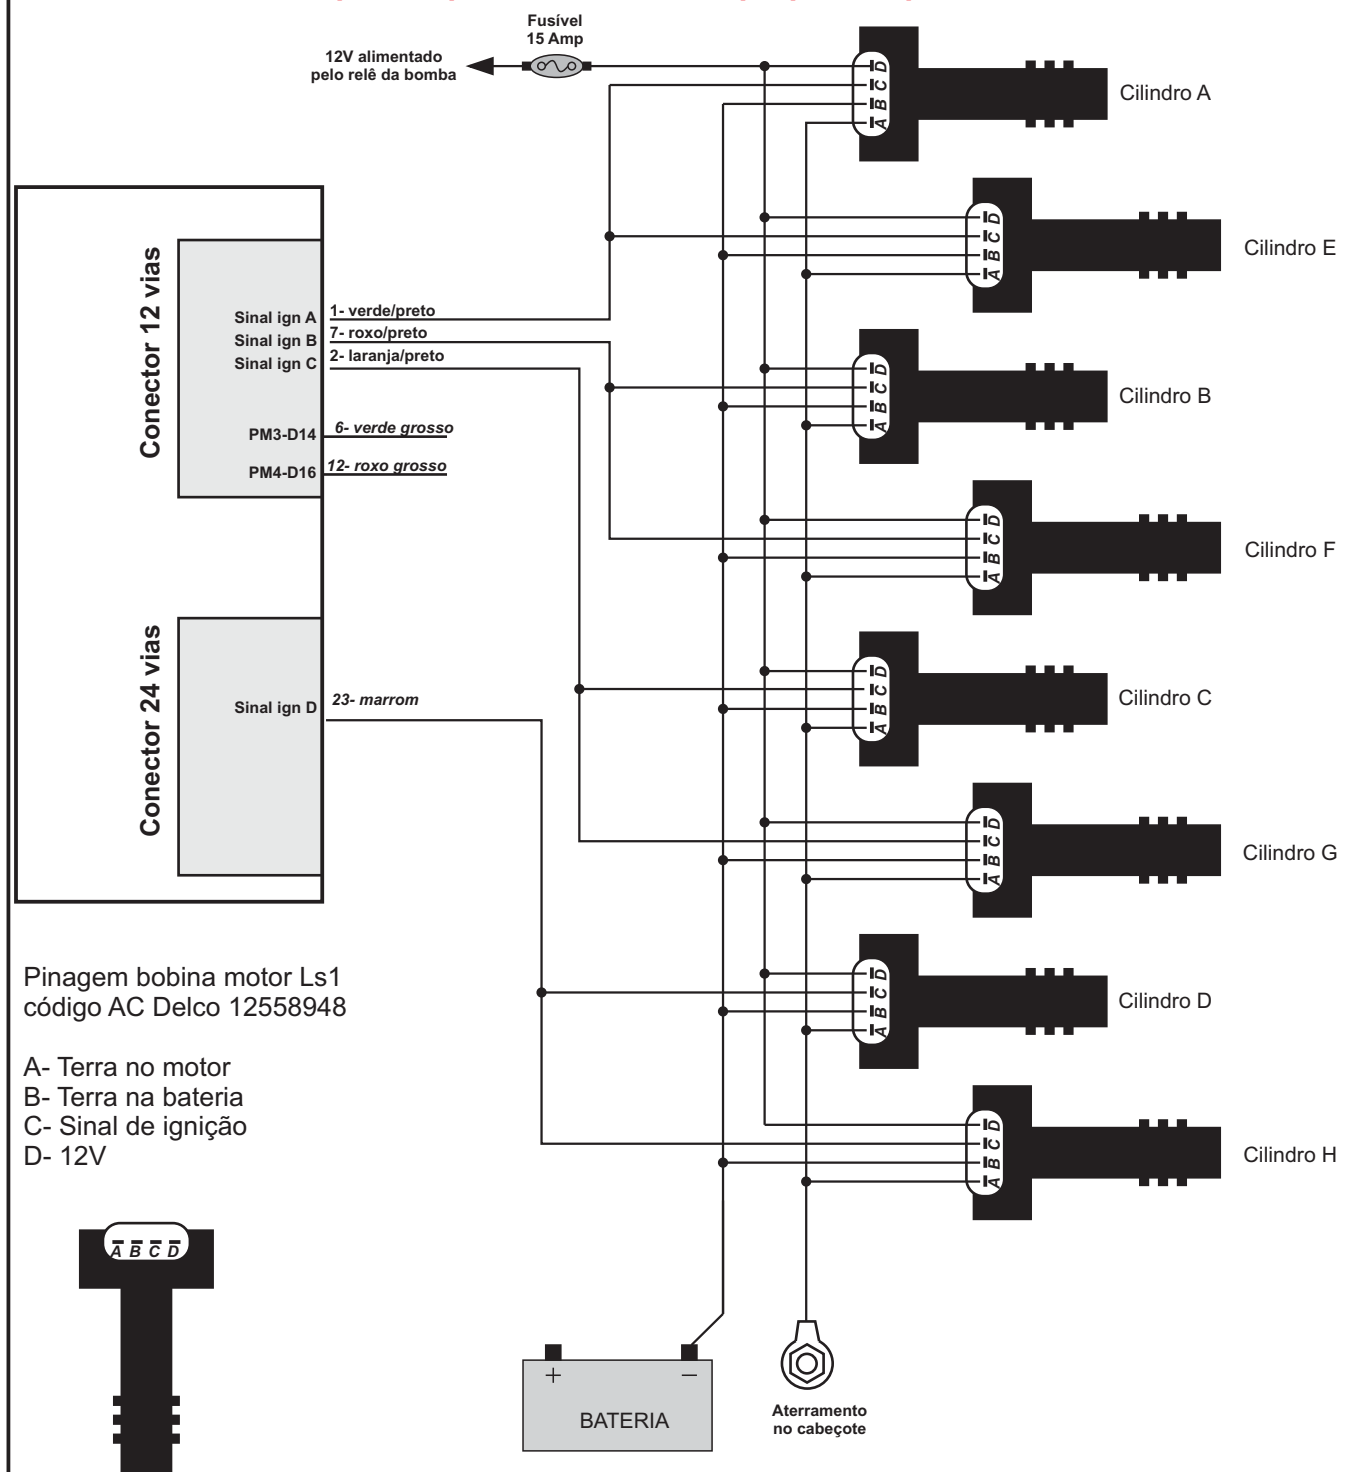 Fusível
15 Amp
12V alimentado
pelo relê da bomba
D
C
B
A
Cilindro A
D
C
B
A
Cilindro E
Conector 12 vias
Sinal ign A
1- verde/preto
Sinal ign B
7- roxo/preto
Sinal ign C
2- laranja/preto
PM3-D14
6- verde grosso
PM4-D16
12- roxo grosso
D
C
B
A
Cilindro B
D
C
B
A
Cilindro F
Conector 24 vias
Sinal ign D
23- marrom
D
C
B
A
Cilindro C
D
C
B
A
Cilindro G
D
C
B
A
Cilindro D
D
C
B
A
Cilindro H
Pinagem bobina motor Ls1
código AC Delco 12558948
A- Terra no motor
B- Terra na bateria
C- Sinal de ignição
D- 12V
A B C D
+ −
BATERIA
Aterramento
no cabeçote